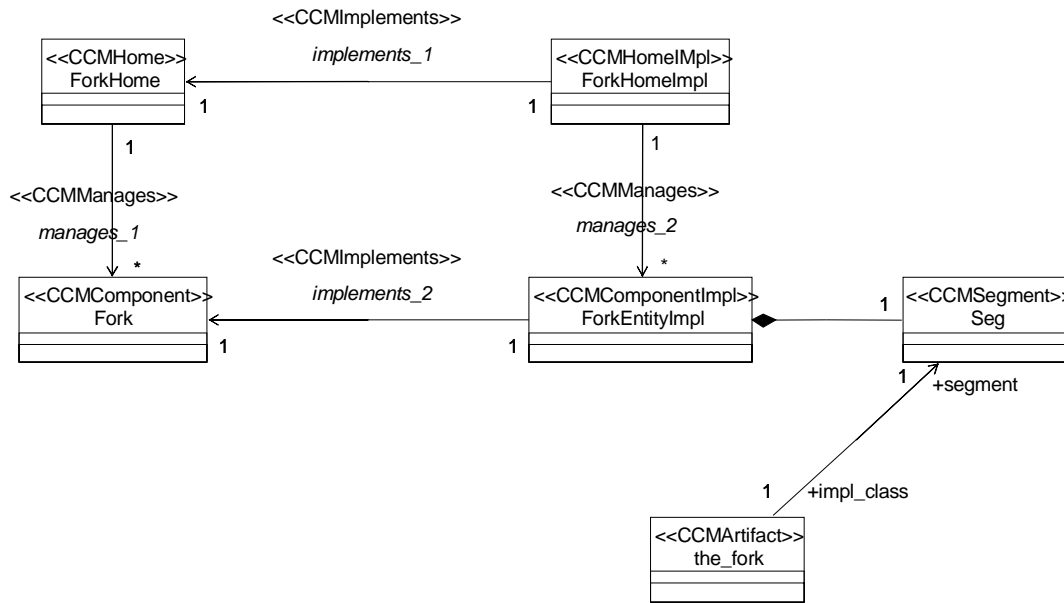 <<CCMImplements>>
implements_1
<<CCMHome>>
ForkHome
<<CCMHomeIMpl>>
ForkHomeImpl
1
1
1
1
<<CCMManages>>
manages_1
<<CCMManages>>
manages_2
*
*
<<CCMImplements>>
implements_2
<<CCMComponent>>
Fork
<<CCMComponentImpl>>
ForkEntityImpl
1
<<CCMSegment>>
Seg
1
1
1
+segment
1
+impl_class
<<CCMArtifact>>
the_fork